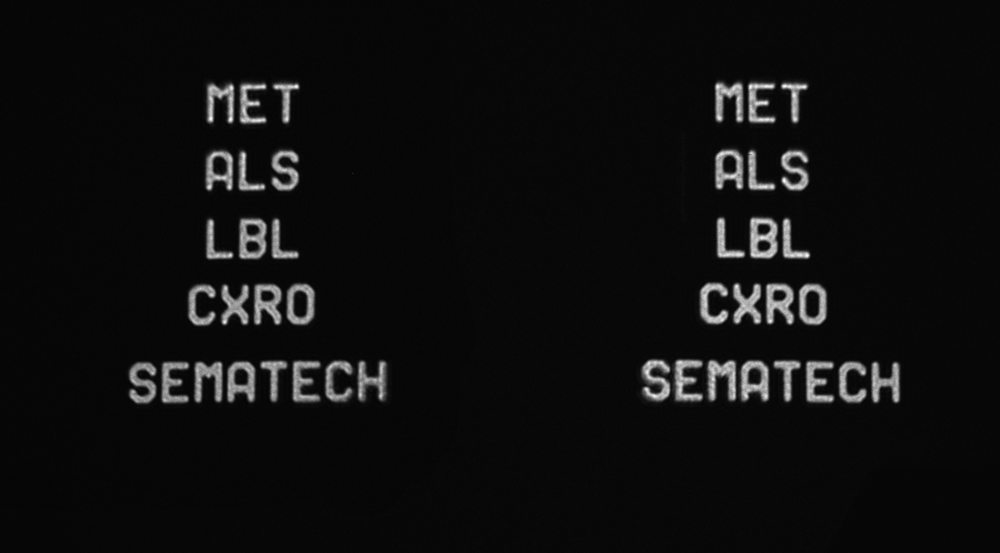 MET MET
ALS ALS
LBL LBL
CXRO CXRO
SEMATECH SEMATECH